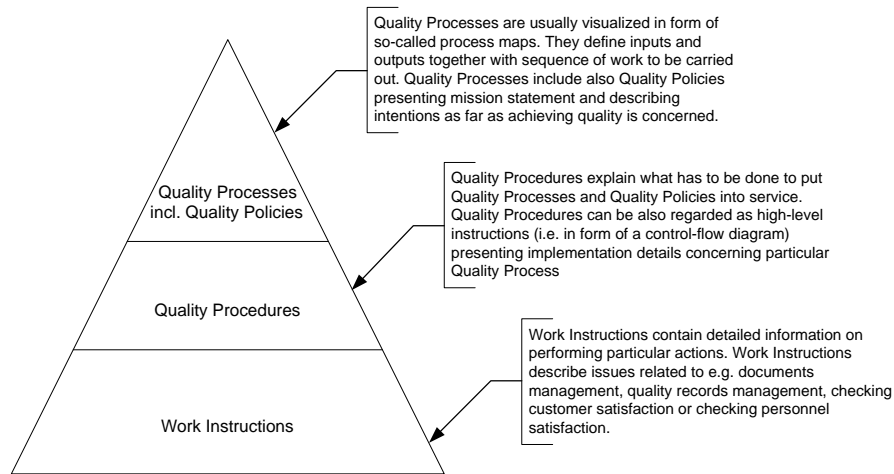 Quality Processes are usually visualized in form of
so-called process maps. They define inputs and
outputs together with sequence of work to be carried
out. Quality Processes include also Quality Policies
presenting mission statement and describing
intentions as far as achieving quality is concerned.
Quality Processes
incl. Quality Policies
Quality Procedures explain what has to be done to put
Quality Processes and Quality Policies into service.
Quality Procedures can be also regarded as high-level
instructions (i.e. in form of a control-flow diagram)
presenting implementation details concerning particular
Quality Process
Quality Procedures
Work Instructions contain detailed information on
performing particular actions. Work Instructions
describe issues related to e.g. documents
management, quality records management, checking
customer satisfaction or checking personnel
satisfaction.
Work Instructions